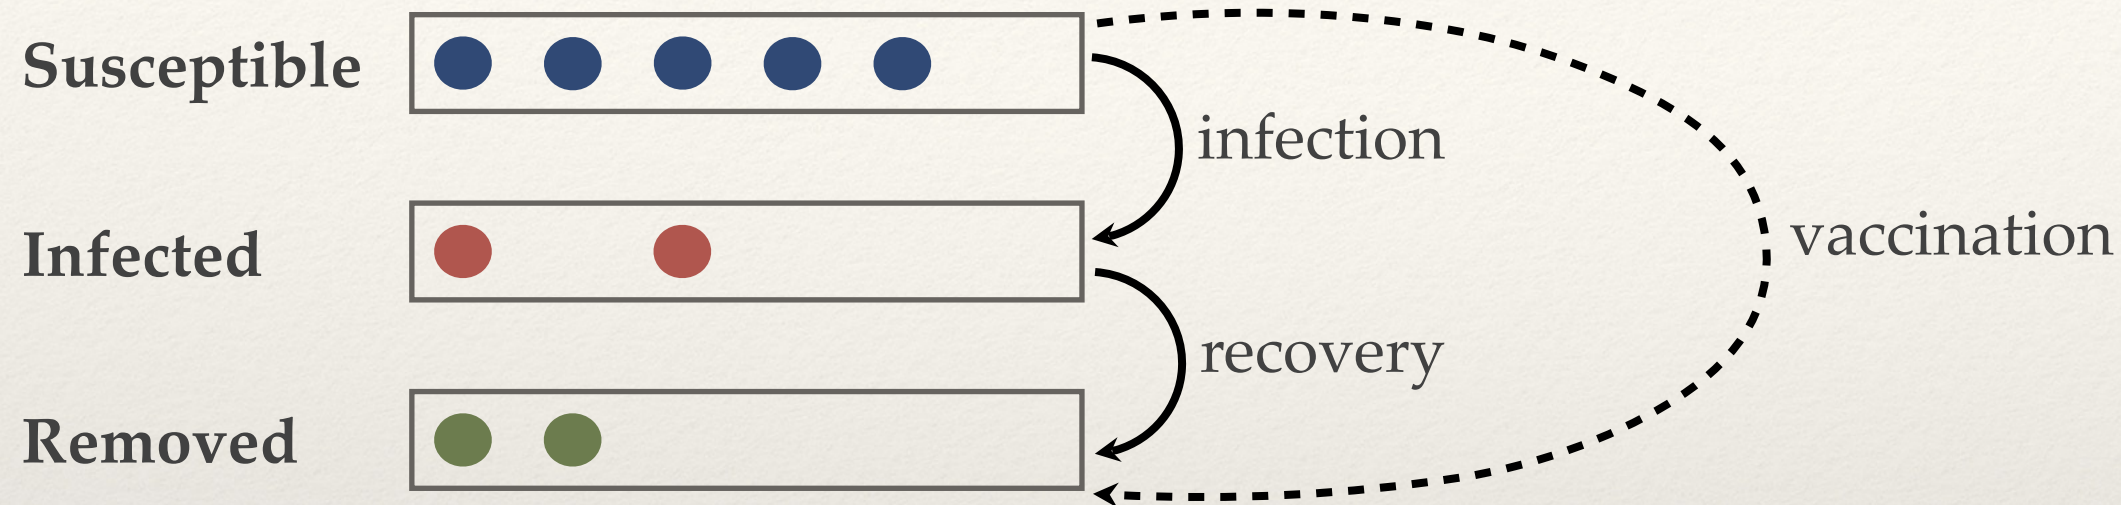 Susceptible
infection
vaccination
Infected
recovery
Removed